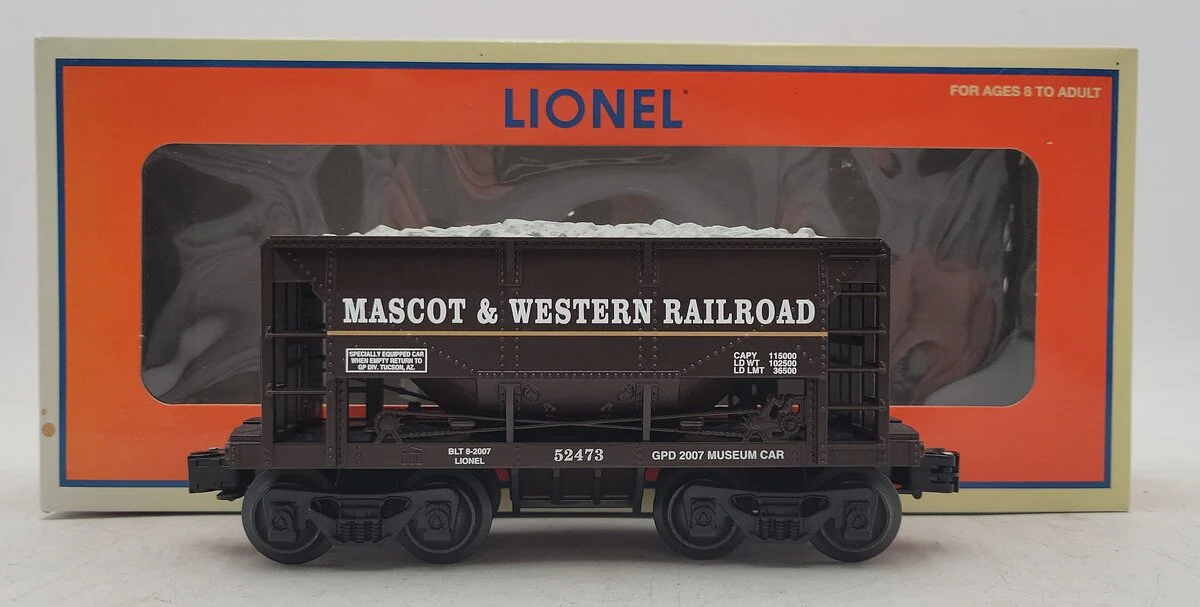 LIONEL
FOR AGES 8 TO ADULT
MASCOT & WESTERN RAILROAD
SPECIALLY EQUIPPED CAR
WHEN EMPTY RETURN TO
GP DIV. TUCSON, AZ.
CAPY 115000
LD WT 102500
LD LMT 36500
BLT 8-2007
LIONEL
52473
GPD 2007 MUSEUM CAR